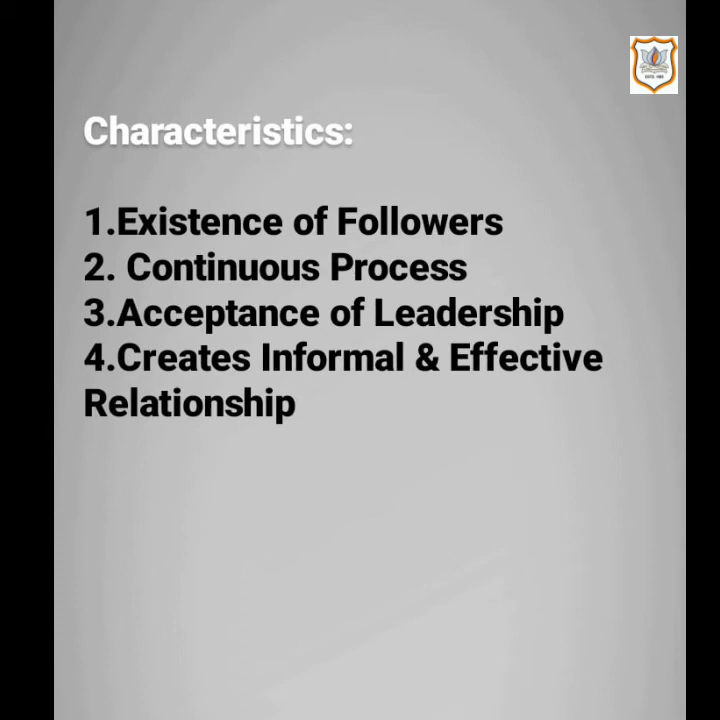 Characteristics:
1.Existence of Followers
2. Continuous Process
3.Acceptance of Leadership
4.Creates Informal & Effective
Relationship